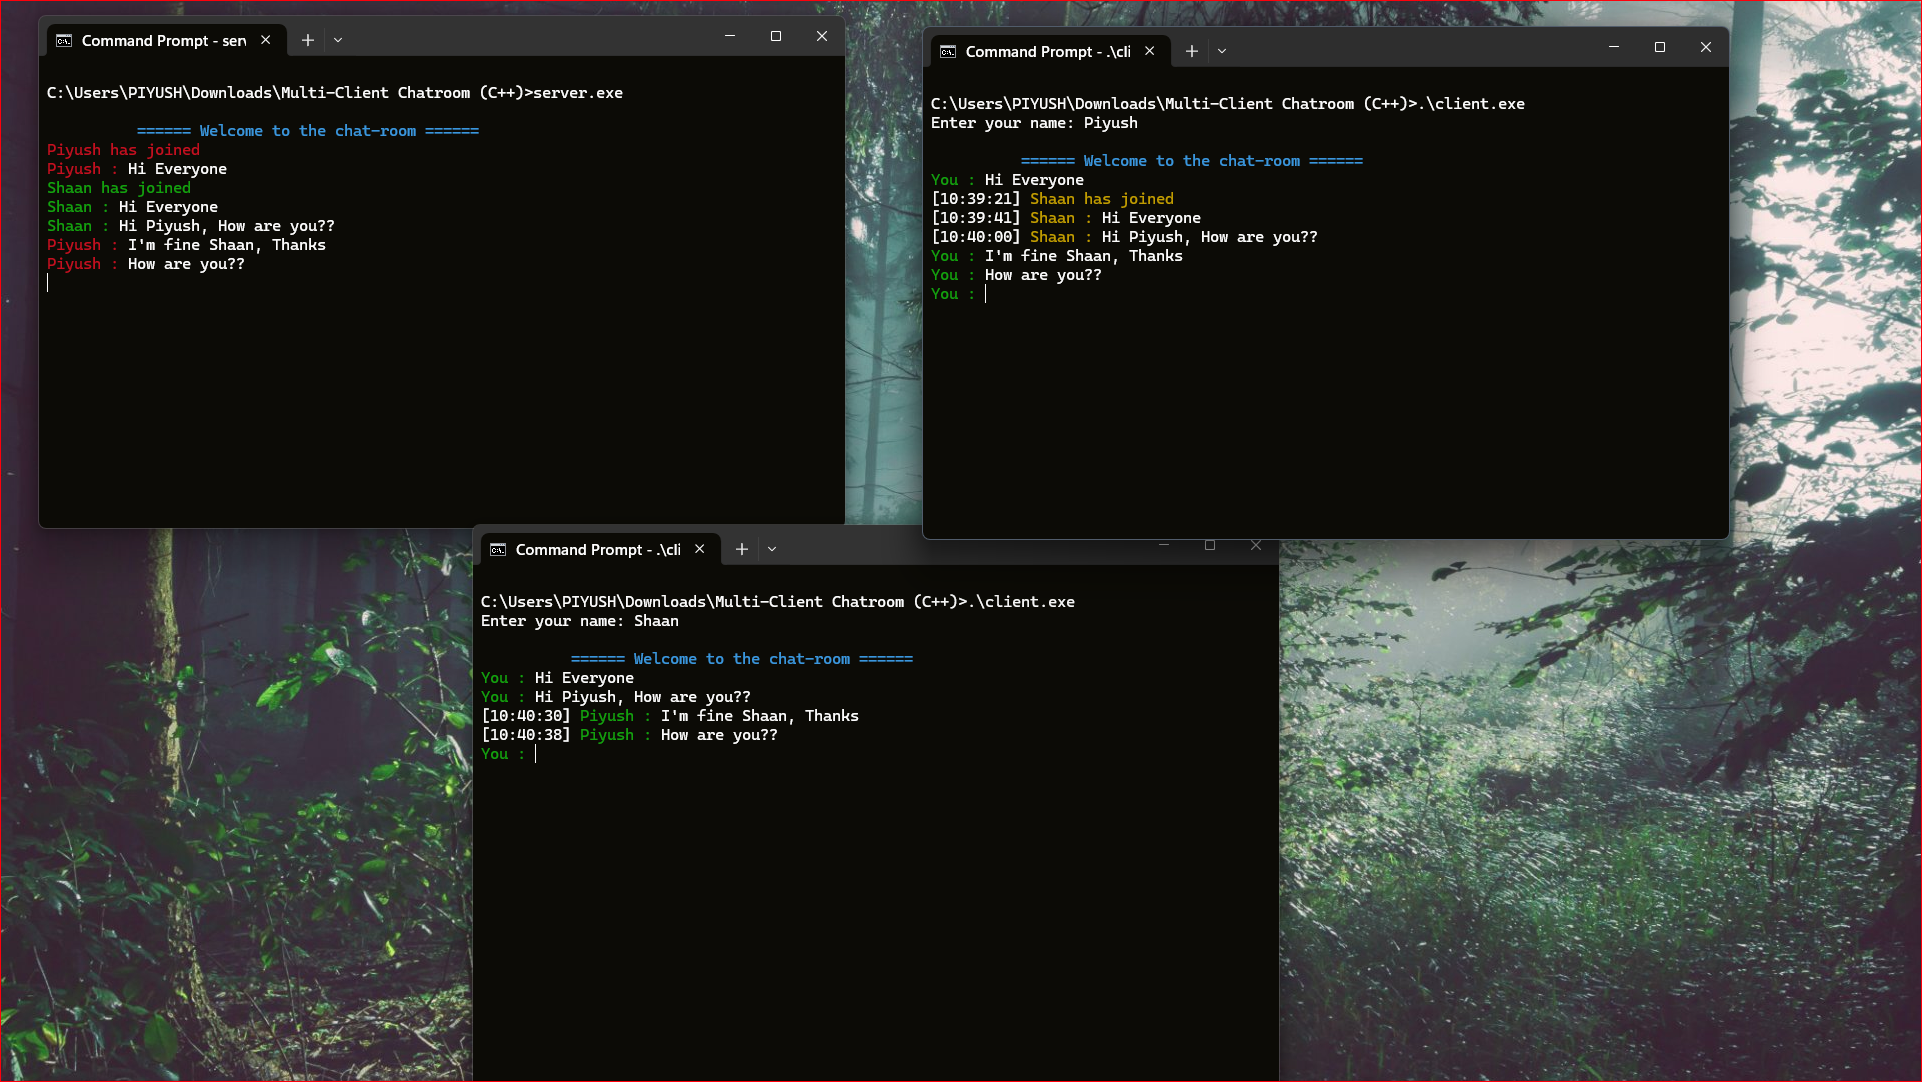 Command Prompt - serv
C:\Users\PIYUSH\Downloads\Multi-Client Chatroom (C++)>server.exe
====== Welcome to the chat-room ======
Piyush has joined
Piyush : Hi Everyone
Shaan has joined
Shaan : Hi Everyone
Shaan : Hi Piyush, How are you??
Piyush : I'm fine Shaan, Thanks
Piyush : How are you??
Command Prompt - .\cli
C:\Users\PIYUSH\Downloads\Multi-Client Chatroom (C++)>.\client.exe
Enter your name: Piyush
====== Welcome to the chat-room ======
You : Hi Everyone
[10:39:21] Shaan has joined
[10:39:41] Shaan : Hi Everyone
[10:40:00] Shaan : Hi Piyush, How are you??
You : I'm fine Shaan, Thanks
You : How are you??
You :
Command Prompt - .\cli
C:\Users\PIYUSH\Downloads\Multi-Client Chatroom (C++)>.\client.exe
Enter your name: Shaan
====== Welcome to the chat-room ======
You : Hi Everyone
You : Hi Piyush, How are you??
[10:40:30] Piyush : I'm fine Shaan, Thanks
[10:40:38] Piyush : How are you??
You :